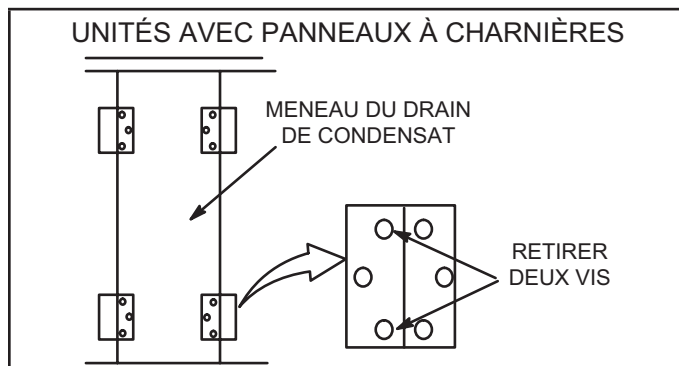 UNITÉS AVEC PANNEAUX À CHARNIÈRES
MENEAU DU DRAIN
DE CONDENSAT
RETIRER
DEUX VIS